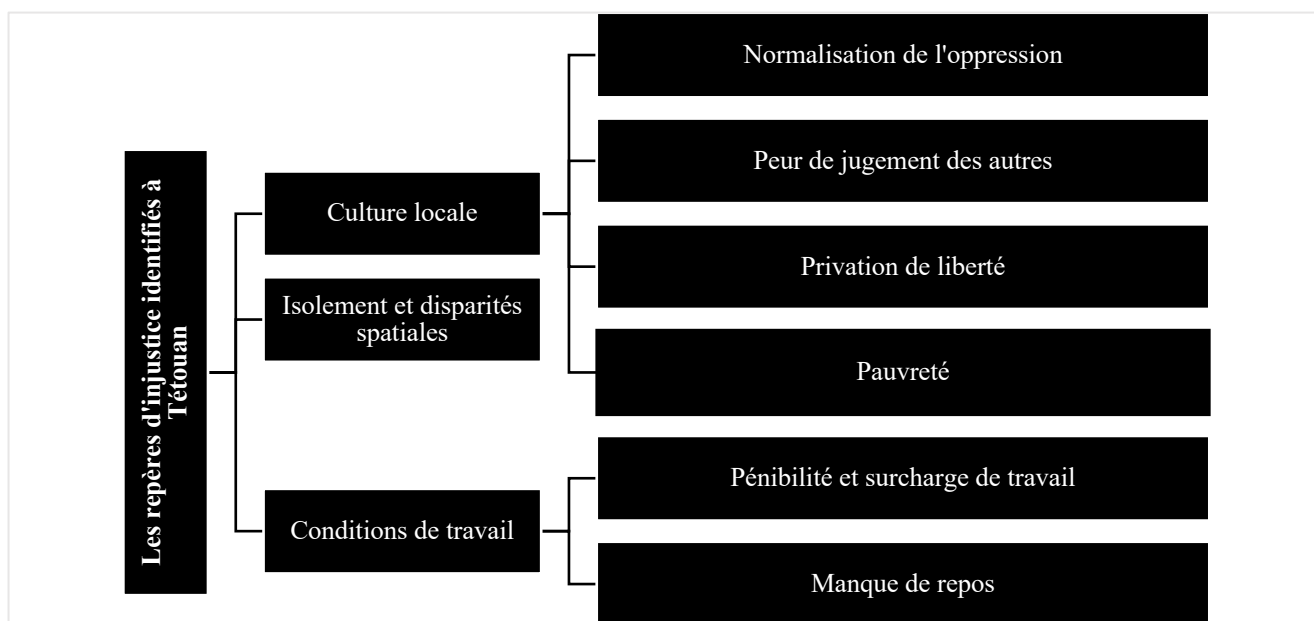 Les repères d'injustice identifiés à
Tétouan
Culture locale
Normalisation de l'oppression
Peur de jugement des autres
Privation de liberté
Pauvreté
Isolement et disparités
spatiales
Conditions de travail
Pénibilité et surcharge de travail
Manque de repos